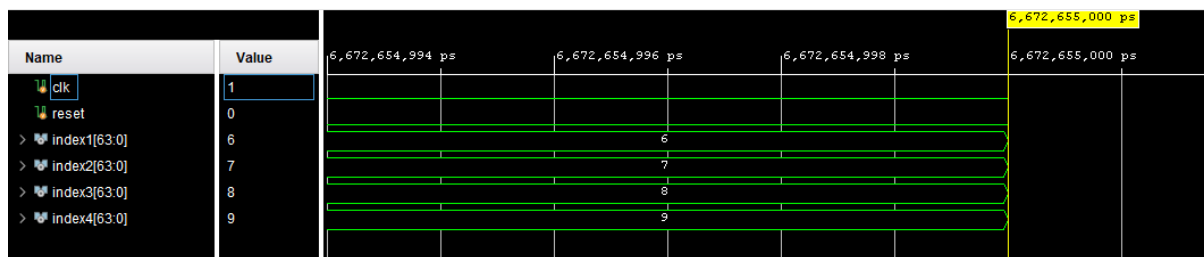 6,672,655,000 ps
Name Value 6,672,654,994 ps 6,672,654,996 ps 6,672,654,998 ps 6,672,655,000 ps
clk 1
reset 0
index1[63:0] 6 6
index2[63:0] 7 7
index3[63:0] 8 8
index4[63:0] 9 9